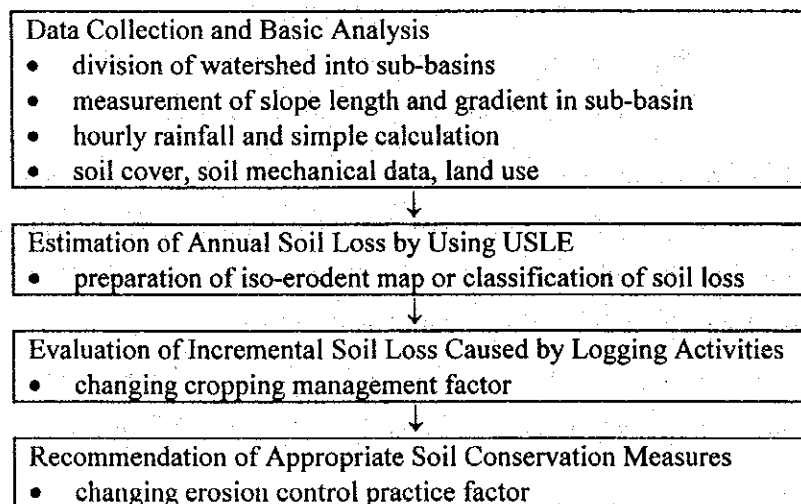 Data Collection and Basic Analysis
• division of watershed into sub-basins
• measurement of slope length and gradient in sub-basin
• hourly rainfall and simple calculation
• soil cover, soil mechanical data, land use
↓
Estimation of Annual Soil Loss by Using USLE
• preparation of iso-erodent map or classification of soil loss
↓
Evaluation of Incremental Soil Loss Caused by Logging Activities
• changing cropping management factor
↓
Recommendation of Appropriate Soil Conservation Measures
• changing erosion control practice factor